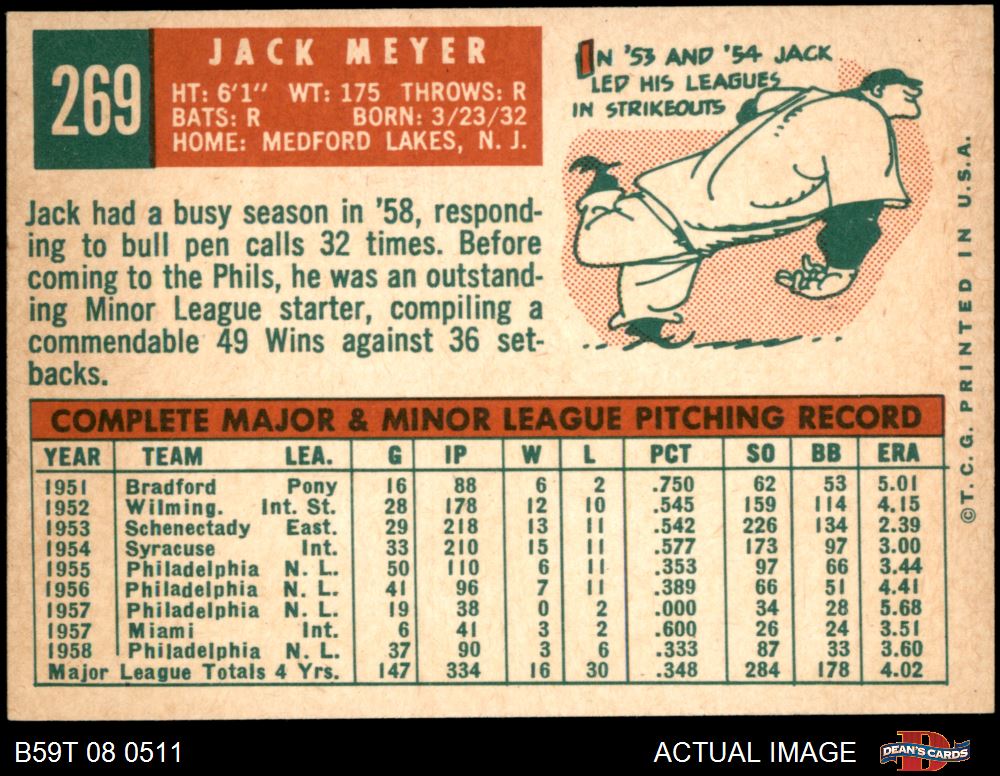 269
JACK MEYER
HT: 6'1" WT: 175 THROWS: R
BATS: R BORN: 3/23/32
HOME: MEDFORD LAKES, N. J.
IN '53 AND '54 JACK
LED HIS LEAGUES
IN STRIKEOUTS
Jack had a busy season in '58, respond-
ing to bull pen calls 32 times. Before
coming to the Phils, he was an outstand-
ing Minor League starter, compiling a
commendable 49 Wins against 36 set-
backs.
COMPLETE MAJOR & MINOR LEAGUE PITCHING RECORD
YEAR TEAM LEA. G IP W L PCT SO BB ERA
1951 Bradford Pony 16 88 6 2 .750 62 53 5.01
1952 Wilming. Int. St. 28 178 12 10 .545 159 114 4.15
1953 Schenectady East. 29 218 13 11 .542 226 134 2.39
1954 Syracuse Int. 33 210 15 11 .577 173 97 3.00
1955 Philadelphia N. L. 50 110 6 11 .353 97 66 3.44
1956 Philadelphia N. L. 41 96 7 11 .389 66 51 4.41
1957 Philadelphia N. L. 19 38 0 2 .000 34 28 5.68
1957 Miami Int. 6 41 3 2 .600 26 24 3.51
1958 Philadelphia N. L. 37 90 3 6 .333 87 33 3.60
Major League Totals 4 Yrs. 147 334 16 30 .348 284 178 4.02
©T. C. G. PRINTED IN U.S.A.
B59T 08 0511
ACTUAL IMAGE
D
DEAN'S CARDS